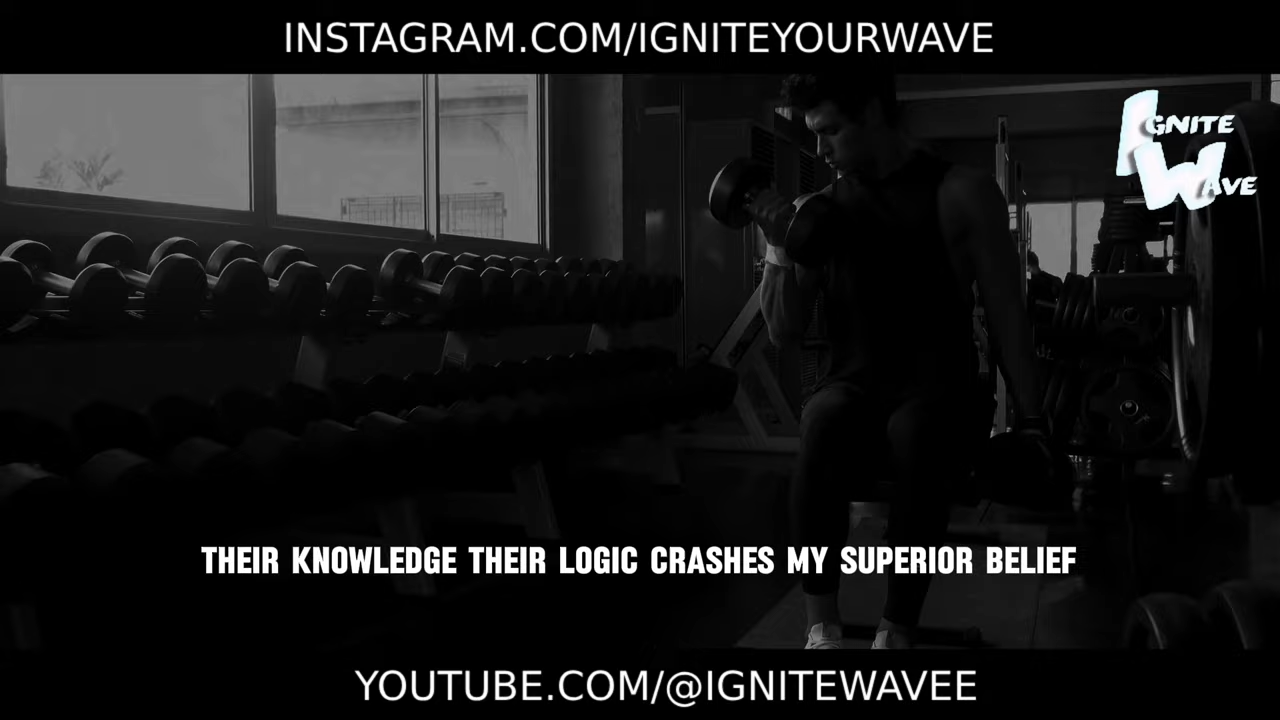 INSTAGRAM.COM/IGNITEYOURWAVE
IGNITE
WAVE
THEIR KNOWLEDGE THEIR LOGIC CRASHES MY SUPERIOR BELIEF
YOUTUBE.COM/@IGNITEWAVEE